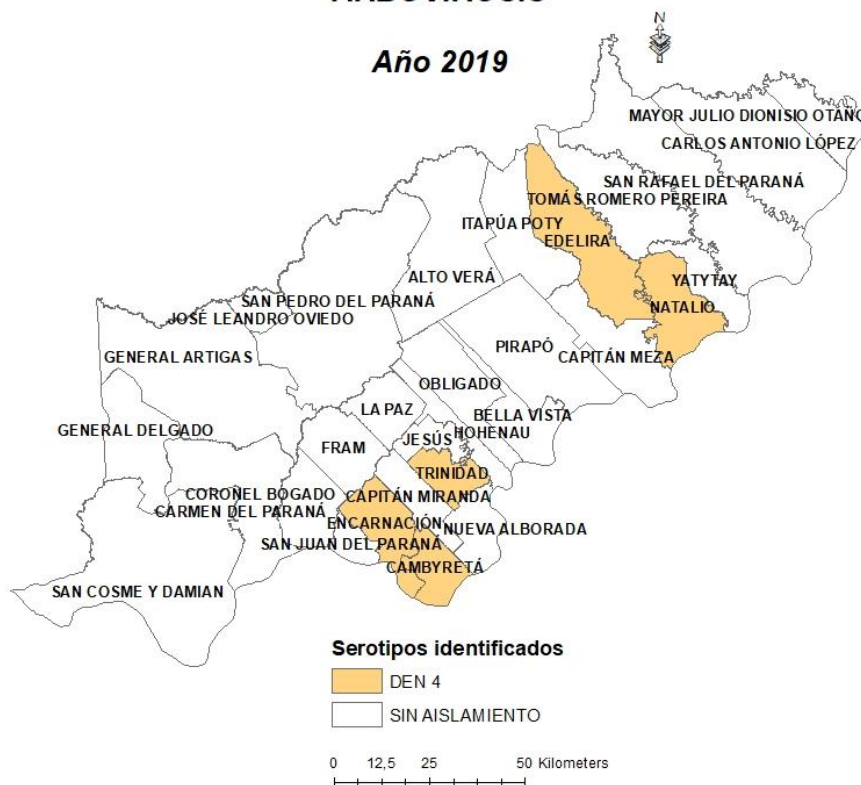 ARBOVIROSIS
Año 2019
N
MAYOR JULIO DIONISIO OTAÑO
CARLOS ANTONIO LÓPEZ
SAN RAFAEL DEL PARANÁ
TOMÁS ROMERO PEREIRA
ITAPÚA POTY
EDELIRA
ALTO VERÁ
YATYTAY
SAN PEDRO DEL PARANÁ
NATALIO
JOSÉ LEANDRO OVIEDO
PIRAPÓ
GENERAL ARTIGAS
CAPITÁN MEZA
OBLIGADO
LA PAZ
BELLA VISTA
GENERAL DELGADO
JESÚS
HOHENAU
FRAM
TRINIDAD
CORONEL BOGADO
CAPITÁN MIRANDA
CARMEN DEL PARANÁ
ENCARNACIÓN
NUEVA ALBORADA
SAN JUAN DEL PARANÁ
CAMBYRETÁ
SAN COSME Y DAMIAN
Serotipos identificados
DEN 4
SIN AISLAMIENTO
0 12,5 25 50 Kilometers